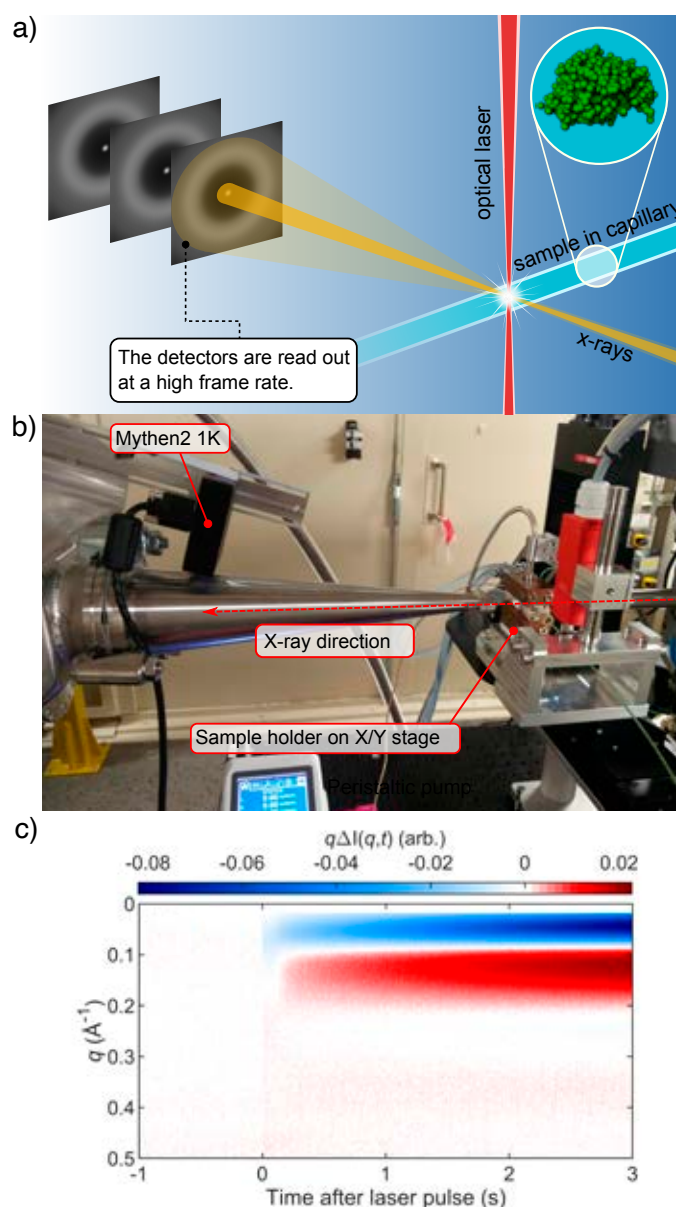 a)
optical laser
sample in capillary
x-rays
The detectors are read out
at a high frame rate.
b)
Mythen2 1K
X-ray direction
Sample holder on X/Y stage
Peristaltic pump
c)
qΔI(q,t) (arb.)
-0.08 -0.06 -0.04 -0.02 0 0.02
0
0.1
0.2
0.3
0.4
0.5
q (Å⁻¹)
-1 0 1 2 3
Time after laser pulse (s)